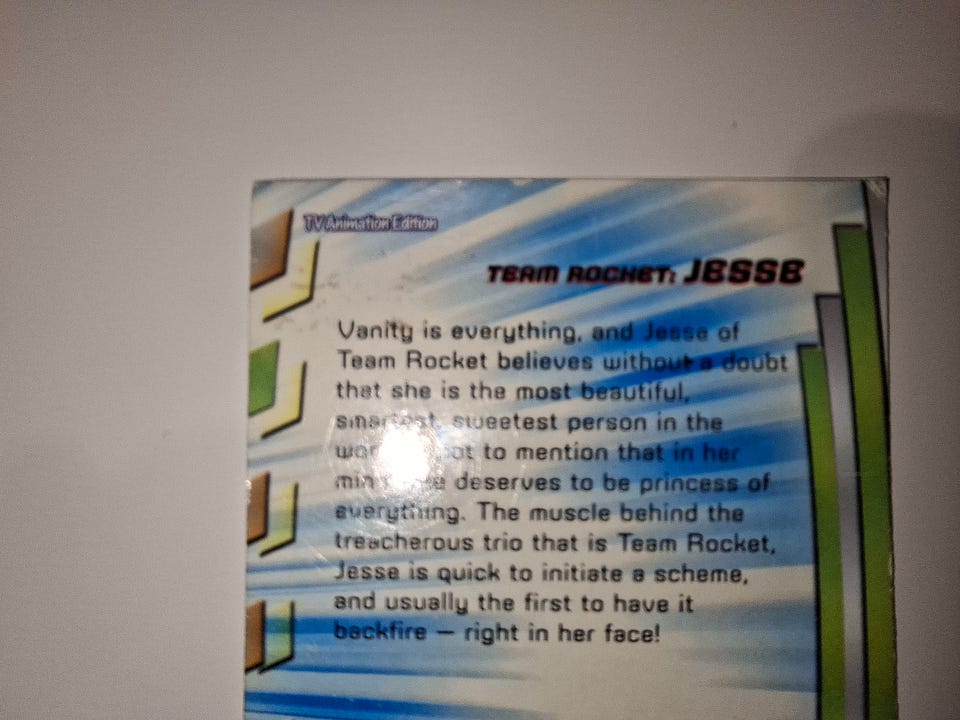 TV Animation Edition
TEAM ROCKET: JESSE
Vanity is everything, and Jesse of
Team Rocket believes without a doubt
that she is the most beautiful,
smartest, sweetest person in the
to mention that in her
deserves to be princess of
everything. The muscle behind the
treacherous trio that is Team Rocket,
Jesse is quick to initiate a scheme,
and usually the first to have it
backfire — right in her face!